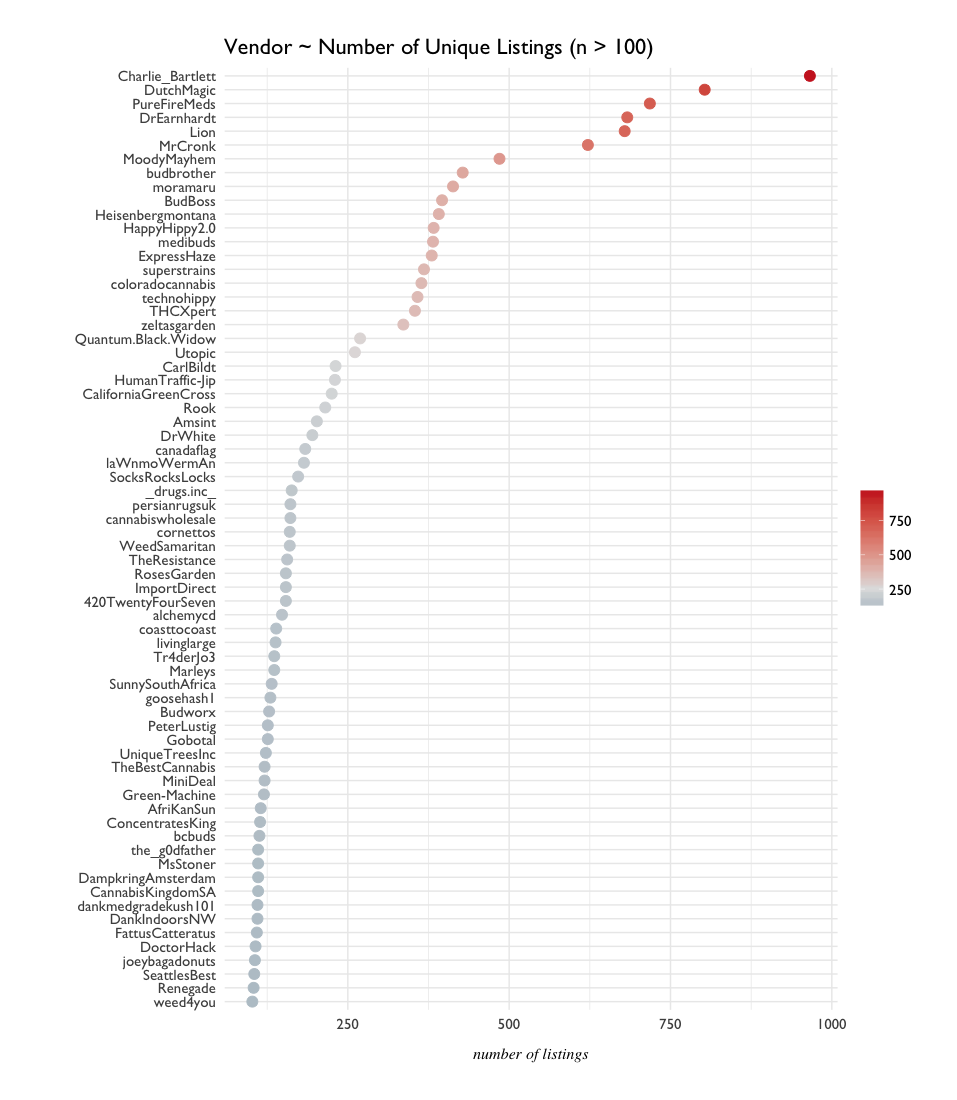 Vendor ~ Number of Unique Listings (n > 100)
Charlie_Bartlett
DutchMagic
PureFireMeds
DrEarnhardt
Lion
MrCronk
MoodyMayhem
budbrother
moramaru
BudBoss
Heisenbergmontana
HappyHippy2.0
medibuds
ExpressHaze
superstrains
coloradocannabis
technohippy
THCXpert
zeltasgarden
Quantum.Black.Widow
Utopic
CarlBildt
HumanTraffic-Jip
CaliforniaGreenCross
Rook
Amsint
DrWhite
canadaflag
laWnmoWermAn
SocksRocksLocks
_drugs.inc_
persianrugsuk
cannabiswholesale
cornettos
WeedSamaritan
TheResistance
RosesGarden
ImportDirect
420TwentyFourSeven
alchemycd
coasttocoast
livinglarge
Tr4derJo3
Marleys
SunnySouthAfrica
goosehash1
Budworx
PeterLustig
Gobotal
UniqueTreesInc
TheBestCannabis
MiniDeal
Green-Machine
AfriKanSun
ConcentratesKing
bcbuds
the_g0dfather
MsStoner
DampkringAmsterdam
CannabisKingdomSA
dankmedgradekush101
DankIndoorsNW
FattusCatteratus
DoctorHack
joeybagadonuts
SeattlesBest
Renegade
weed4you
250 500 750 1000
number of listings
750
500
250